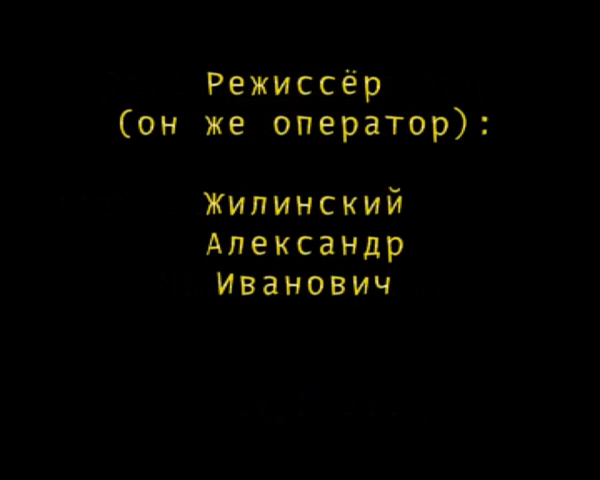 Режиссёр
(он же оператор):
Жилинский
Александр
Иванович